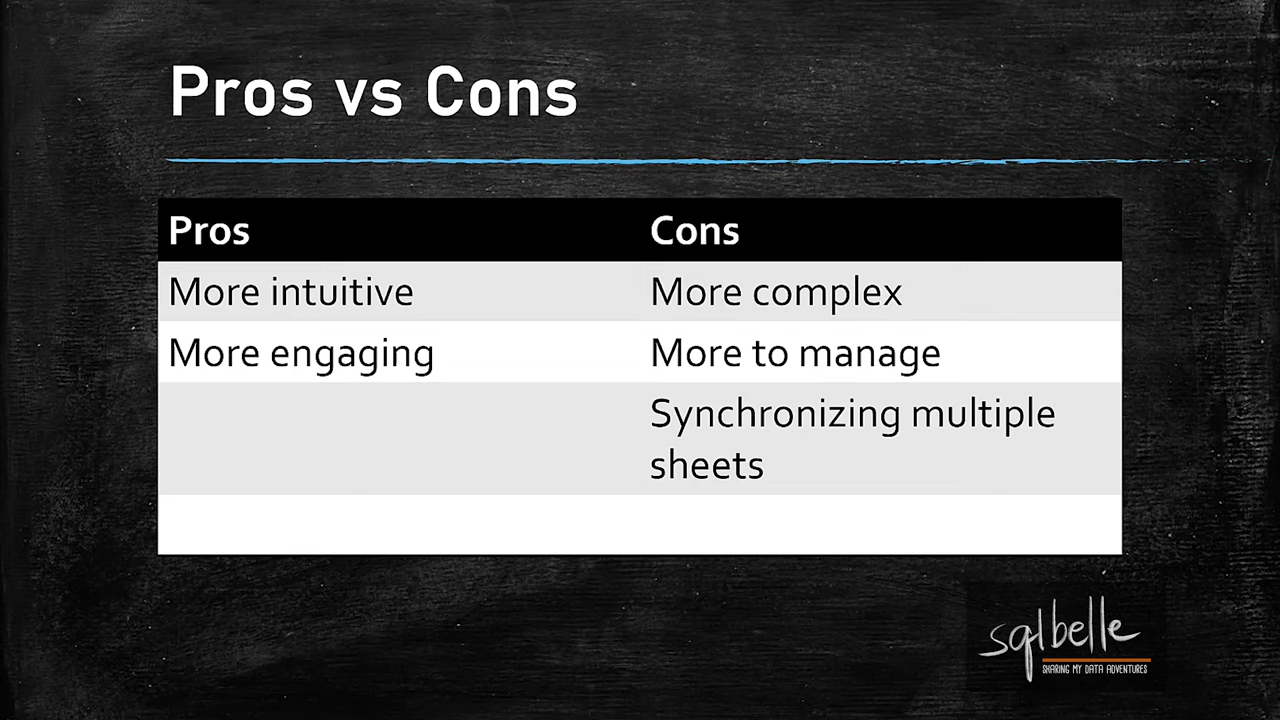 Pros vs Cons
Pros Cons
More intuitive More complex
More engaging More to manage
Synchronizing multiple
sheets
sqlbelle
SHARING MY DATA ADVENTURES